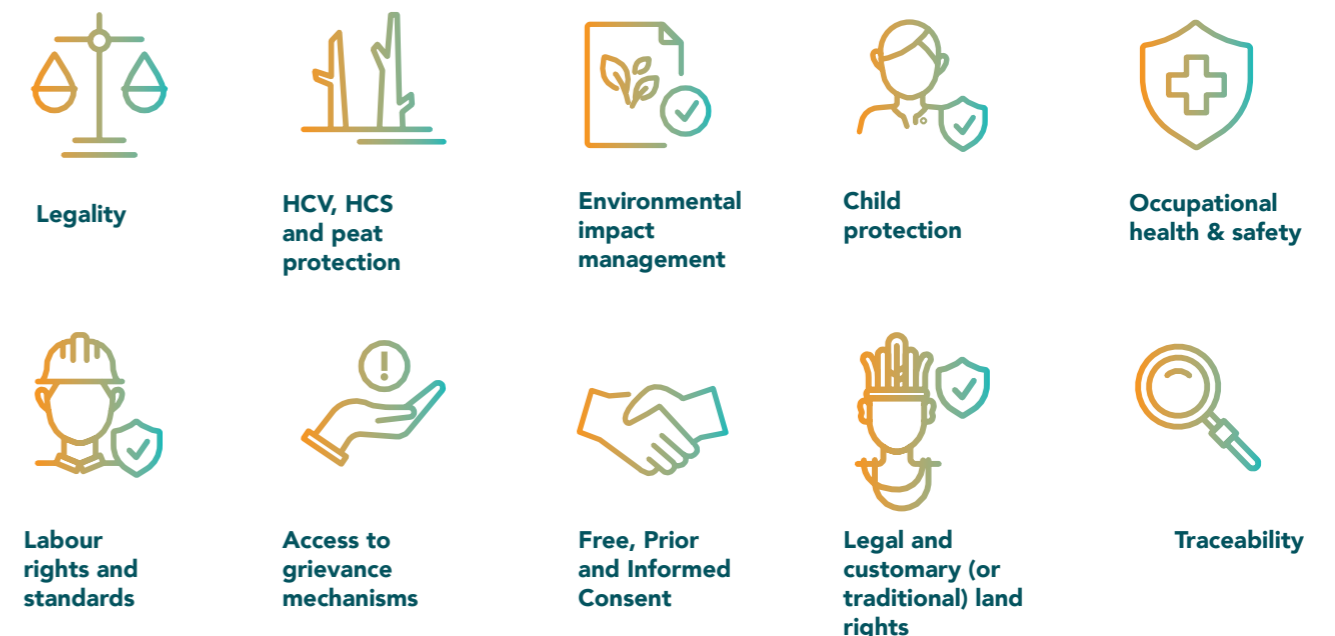 Legality
HCV, HCS
and peat
protection
Environmental
impact
management
Child
protection
Occupational
health & safety
Labour
rights and
standards
Access to
grievance
mechanisms
Free, Prior
and Informed
Consent
Legal and
customary (or
traditional) land
rights
Traceability